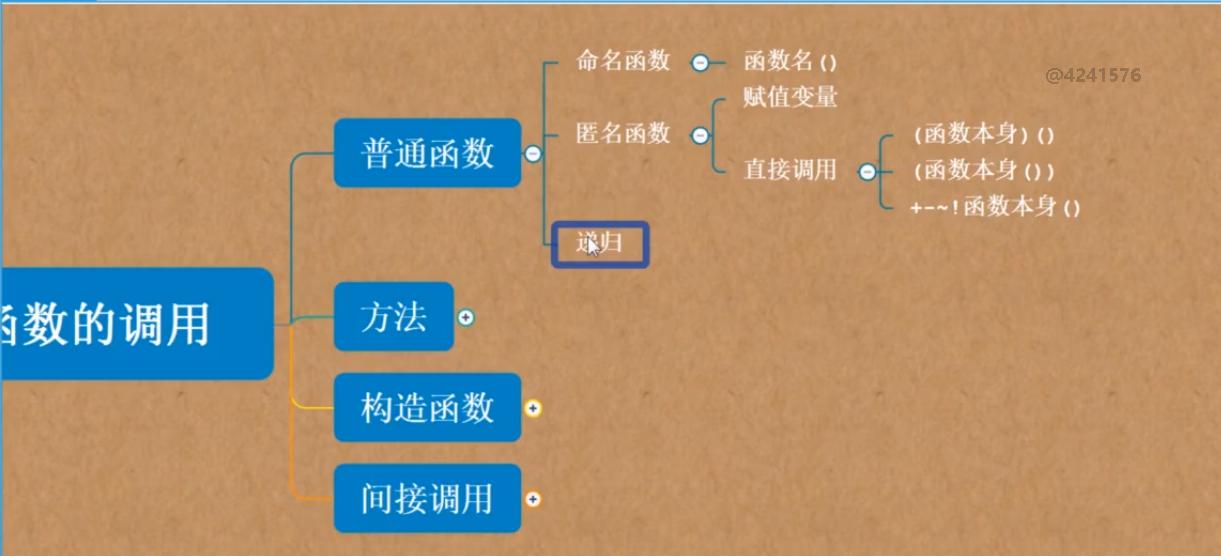 命名函数
函数名()
@4241576
赋值变量
匿名函数
(函数本身)()
普通函数
直接调用
(函数本身())
+-~!函数本身()
递归
函数的调用
方法
构造函数
间接调用